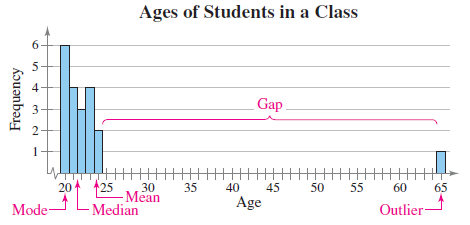 Ages of Students in a Class
Frequency
6
5
4
3
2
1
Gap
20 25 30 35 40 45 50 55 60 65
Age
Mode
Median
Mean
Outlier